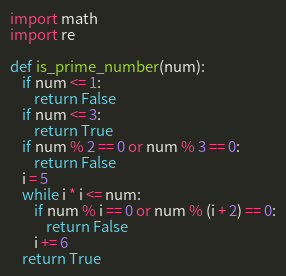 import math
import re

def is_prime_number(num):
    if num <= 1:
        return False
    if num <= 3:
        return True
    if num % 2 == 0 or num % 3 == 0:
        return False
    i = 5
    while i * i <= num:
        if num % i == 0 or num % (i + 2) == 0:
            return False
        i += 6
    return True